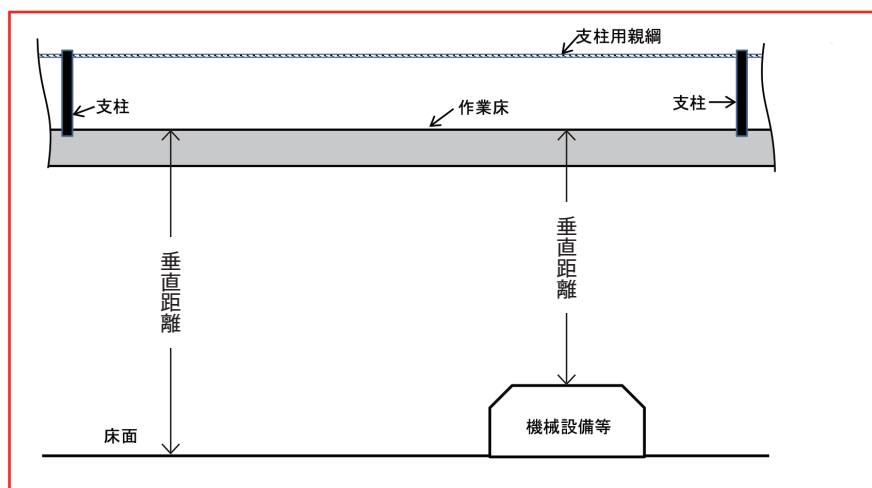 支柱用親綱
支柱
作業床
支柱
垂直距離
垂直距離
床面
機械設備等